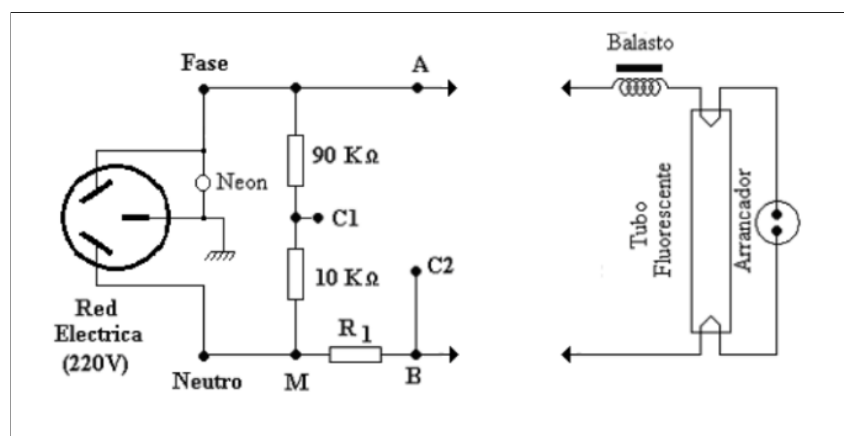 Balasto
Fase
A
90 KΩ
Neon
C1
10 KΩ
C2
Red
Electrica
(220V)
R1
Neutro
M
B
Tubo
Fluorescente
Arrancador